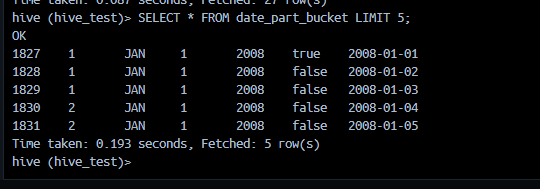 Time taken: 0.087 seconds, Fetched: 27 row(s)
hive (hive_test)> SELECT * FROM date_part_bucket LIMIT 5;
OK
1827 1 JAN 1 2008 true 2008-01-01
1828 1 JAN 1 2008 false 2008-01-02
1829 1 JAN 1 2008 false 2008-01-03
1830 2 JAN 1 2008 false 2008-01-04
1831 2 JAN 1 2008 false 2008-01-05
Time taken: 0.193 seconds, Fetched: 5 row(s)
hive (hive_test)>